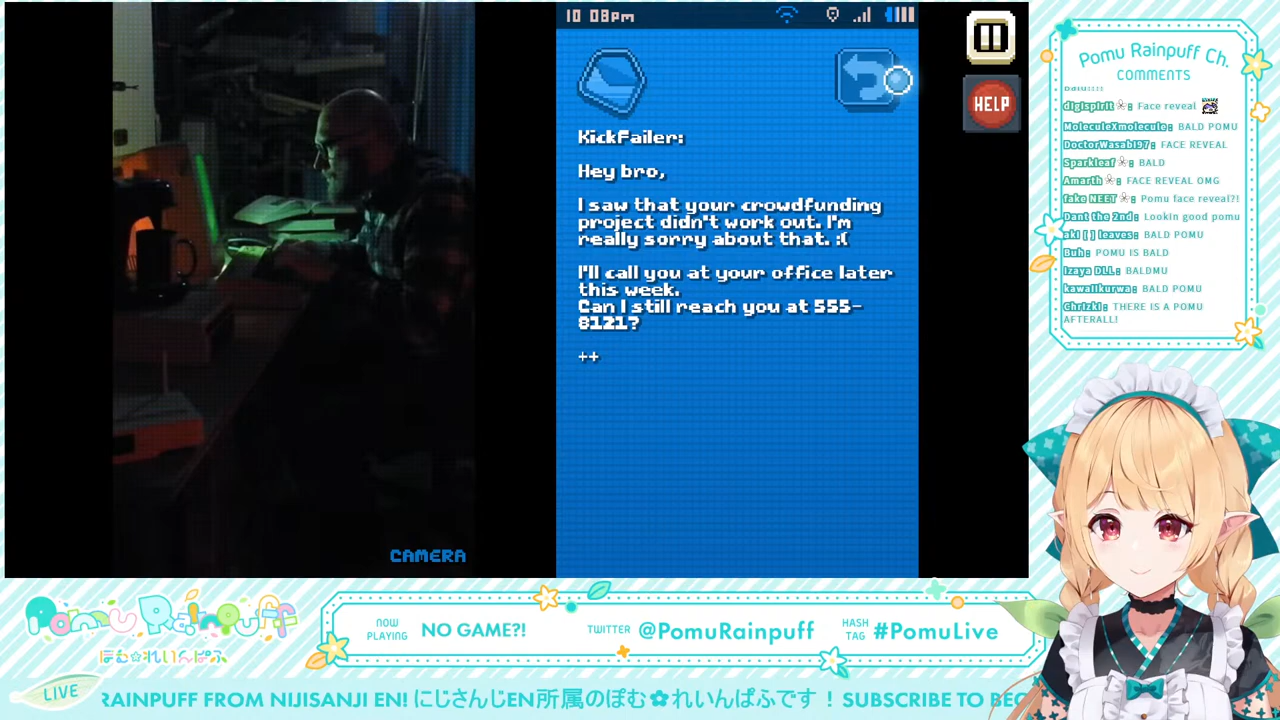 10 08pm
KickFailer:
Hey bro,
I saw that your crowdfunding
project didn't work out. I'm
really sorry about that. :(
I'll call you at your office later
this week.
Can I still reach you at 555-
8121?
++
CAMERA
HELP
Pomu Rainpuff Ch.
COMMENTS
digispirit: Face reveal
MoleculeXmolecule: BALD POMU
DoctorWasabi97: FACE REVEAL
Sparkleaf: BALD
Amarth: FACE REVEAL OMG
fake NEET: Pomu face reveal?!
Dant the 2nd: Lookin good pomu
aki [ ] leaves: BALD POMU
Buh: POMU IS BALD
Izaya DLL: BALDMU
kawaiikurwa: BALD POMU
Chrizki: THERE IS A POMU
AFTERALL!
Pomu Rainpuff
ぽむ✿れいんぱふ
NOW
PLAYING
NO GAME?!
TWITTER @PomuRainpuff
HASH
TAG
#PomuLive
LIVE
RAINPUFF FROM NIJISANJI EN! にじさんじEN所属のぽむ✿れいんぱふです！SUBSCRIBE TO BEC